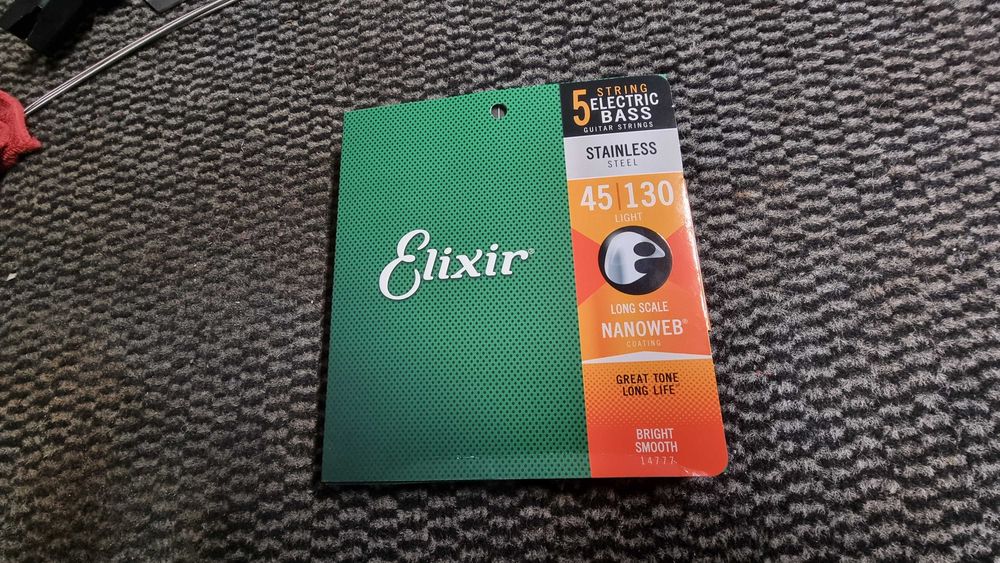 5 STRING
ELECTRIC
BASS
GUITAR STRINGS
STAINLESS
STEEL
45|130
LIGHT
Elixir®
LONG SCALE
NANOWEB®
COATING
GREAT TONE
LONG LIFE
BRIGHT
SMOOTH
14777